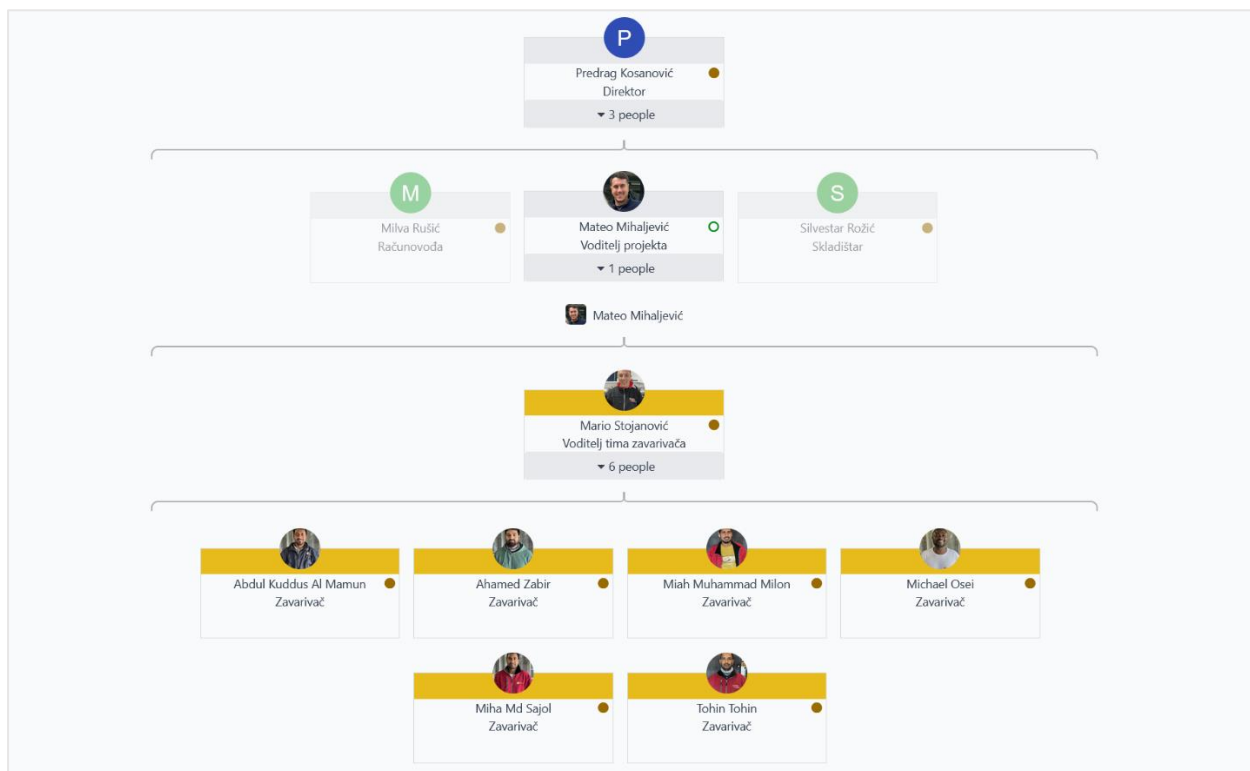 P
Predrag Kosanović
Direktor
3 people
M
Milva Rušić
Računovođa
Mateo Mihaljević
Voditelj projekta
1 people
S
Silvestar Rožić
Skladištar
Mateo Mihaljević
Mario Stojanović
Voditelj tima zavarivača
6 people
Abdul Kuddus Al Mamun
Zavarivač
Ahamed Zabir
Zavarivač
Miah Muhammad Milon
Zavarivač
Michael Osei
Zavarivač
Miha Md Sajol
Zavarivač
Tohin Tohin
Zavarivač